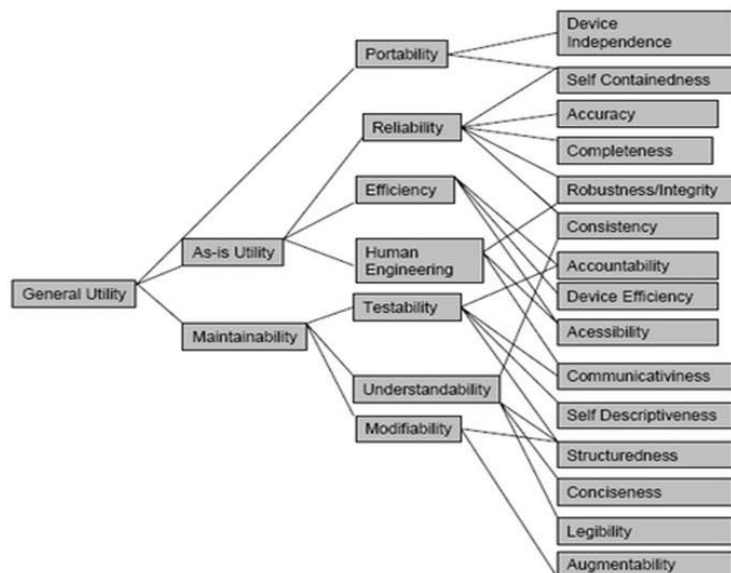 General Utility
As-is Utility
Maintainability
Portability
Reliability
Efficiency
Human
Engineering
Testability
Understandability
Modifiability
Device
Independence
Self Containedness
Accuracy
Completeness
Robustness/Integrity
Consistency
Accountability
Device Efficiency
Acessibility
Communicativiness
Self Descriptiveness
Structuredness
Conciseness
Legibility
Augmentability